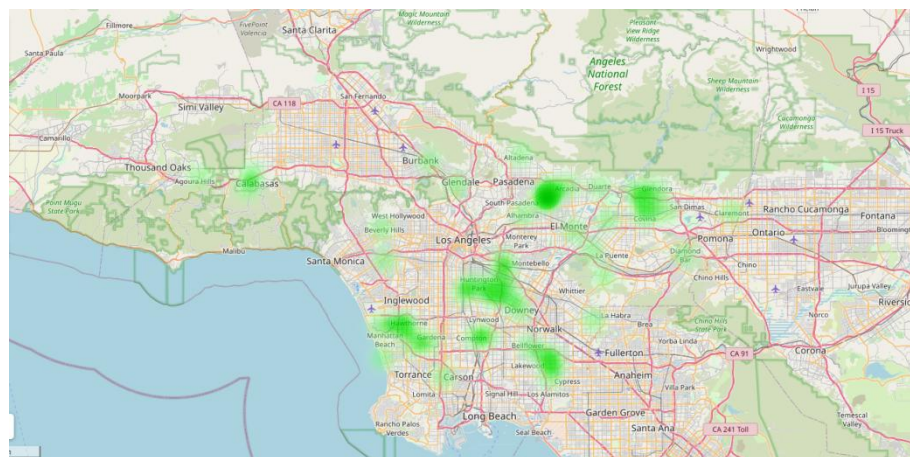 Magic Mountain
Wilderness
Pleasant
View Ridge
Wilderness
Fillmore
FivePoint
Valencia
Santa Clarita
Santa Paula
Wrightwood
Angeles
National
Forest
Sheep Mountain
Wilderness
I 15
Moorpark
Simi Valley
CA 118
San Fernando
Cucamonga
Wilderness
I 15 Truck
Camarillo
Thousand Oaks
Burbank
Altadena
Agoura Hills
Calabasas
Glendale
Pasadena
Arcadia
Duarte
Glendora
Point Mugu
State Park
South Pasadena
San Dimas
Claremont
Rancho Cucamonga
Fontana
West Hollywood
Alhambra
Covina
Beverly Hills
El Monte
Ontario
Bloomington
Malibu
Los Angeles
Monterey
Park
Pomona
Santa Monica
Montebello
La Puente
Diamond
Bar
Chino
Huntington
Park
Whittier
Chino Hills
Eastvale
Jurupa Valley
Inglewood
Downey
Riverside
Hawthorne
Lynwood
La Habra
Chino Hills
State Park
Norco
Manhattan
Beach
Gardena
Compton
Norwalk
Brea
Bellflower
Yorba Linda
Fullerton
CA 91
Corona
Torrance
Carson
Lakewood
Cypress
Anaheim
Lomita
Signal Hill
Los Alamitos
Villa Park
Long Beach
Garden Grove
Temescal
Valley
Rancho Palos
Verdes
Seal Beach
Santa Ana
CA 241 Toll